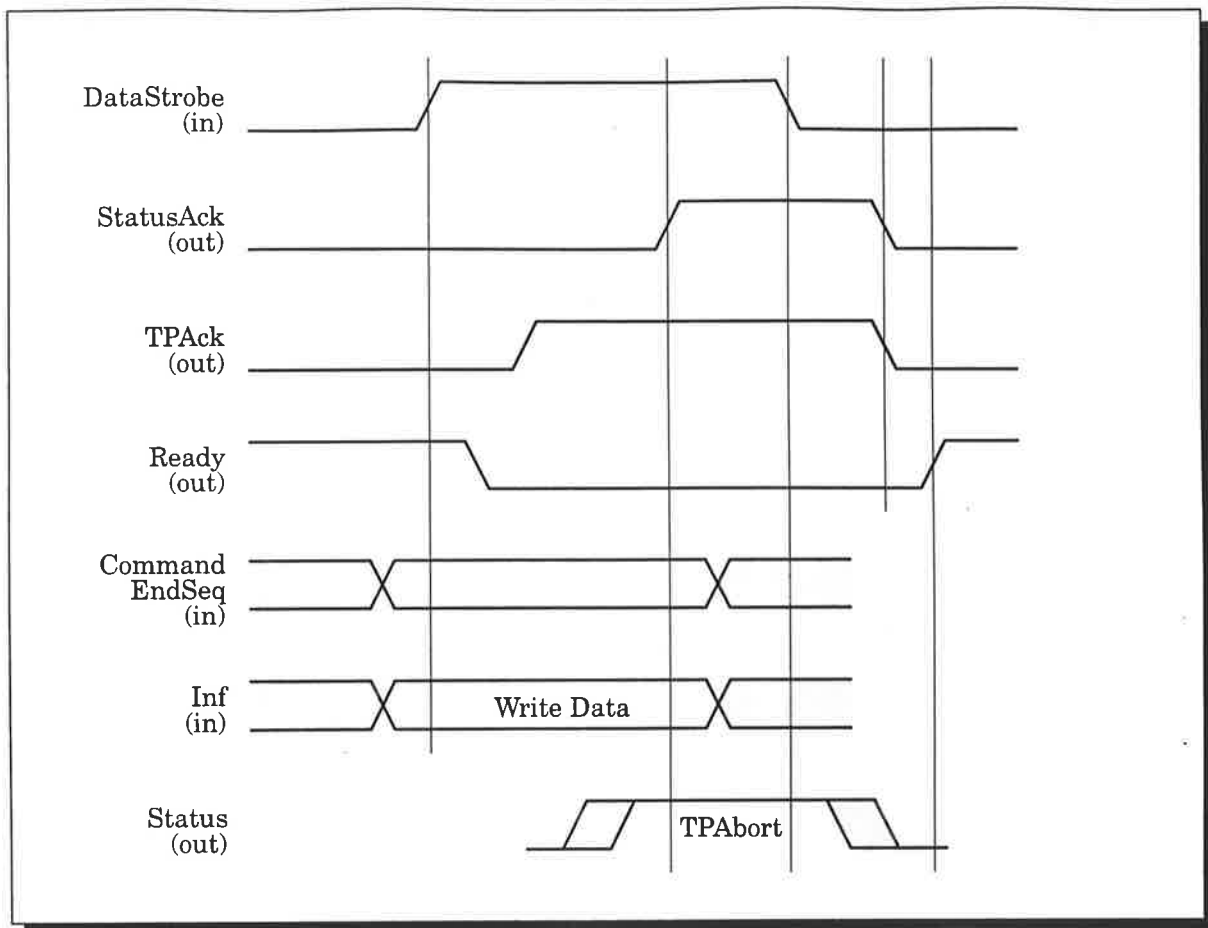 DataStrobe
(in)
StatusAck
(out)
TPAck
(out)
Ready
(out)
Command
EndSeq
(in)
Inf
(in)
Write Data
Status
(out)
TPAbort